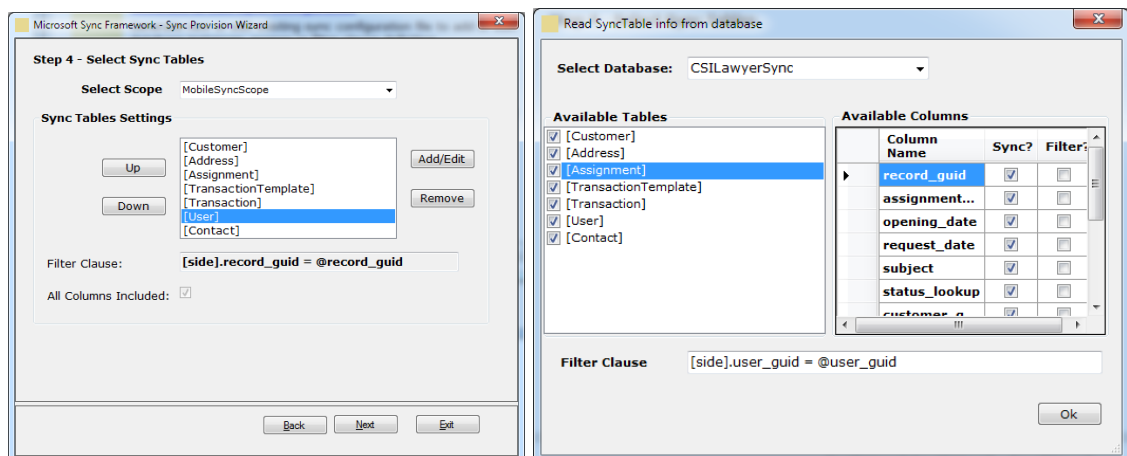 Microsoft Sync Framework - Sync Provision Wizard
Step 4 - Select Sync Tables
Select Scope MobileSyncScope
Sync Tables Settings
[Customer]
[Address]
[Assignment]
[TransactionTemplate]
[Transaction]
[User]
[Contact]
Up
Down
Add/Edit
Remove
Filter Clause: [side].record_guid = @record_guid
All Columns Included:
Back Next Exit
Read SyncTable info from database
Select Database: CSILawyerSync
Available Tables
[Customer]
[Address]
[Assignment]
[TransactionTemplate]
[Transaction]
[User]
[Contact]
Available Columns
Column Name Sync? Filter?
record_guid
assignment...
opening_date
request_date
subject
status_lookup
Filter Clause [side].user_guid = @user_guid
Ok